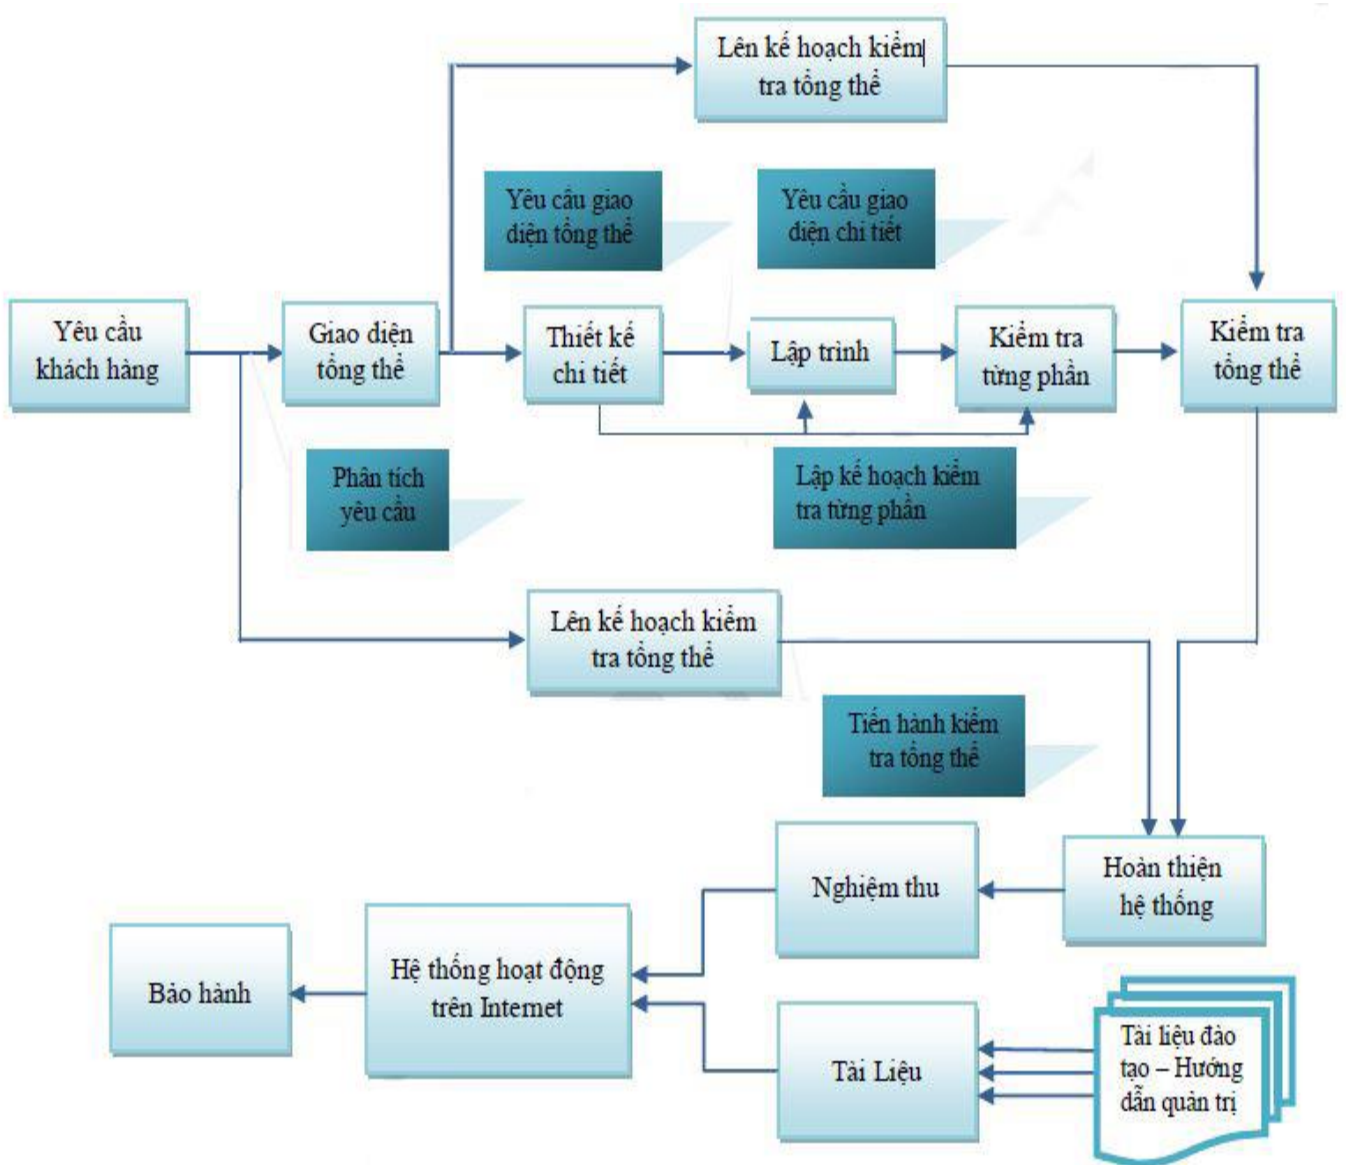 Lên kế hoạch kiểm
tra tổng thể
Yêu cầu giao
diện tổng thể
Yêu cầu giao
diện chi tiết
Yêu cầu
khách hàng
Giao diện
tổng thể
Thiết kế
chi tiết
Lập trình
Kiểm tra
từng phần
Kiểm tra
tổng thể
Phân tích
yêu cầu
Lập kế hoạch kiểm
tra từng phần
Lên kế hoạch kiểm
tra tổng thể
Tiến hành kiểm
tra tổng thể
Nghiệm thu
Hoàn thiện
hệ thống
Bảo hành
Hệ thống hoạt động
trên Internet
Tài Liệu
Tài liệu đào
tạo – Hướng
dẫn quản trị